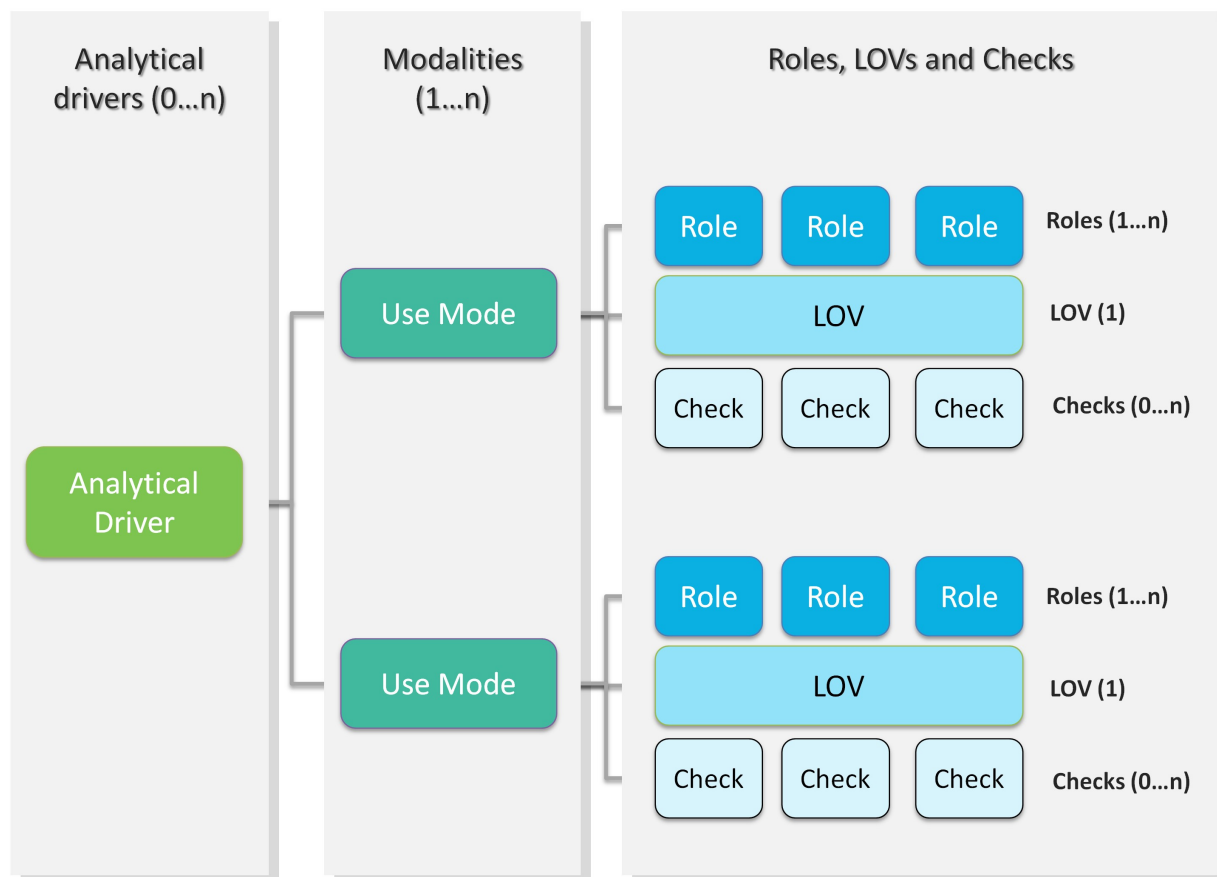 Analytical
drivers (0...n)
Modalities
(1...n)
Roles, LOVs and Checks
Role Role Role Roles (1...n)
Use Mode LOV LOV (1)
Check Check Check Checks (0...n)
Analytical
Driver
Role Role Role Roles (1...n)
Use Mode LOV LOV (1)
Check Check Check Checks (0...n)